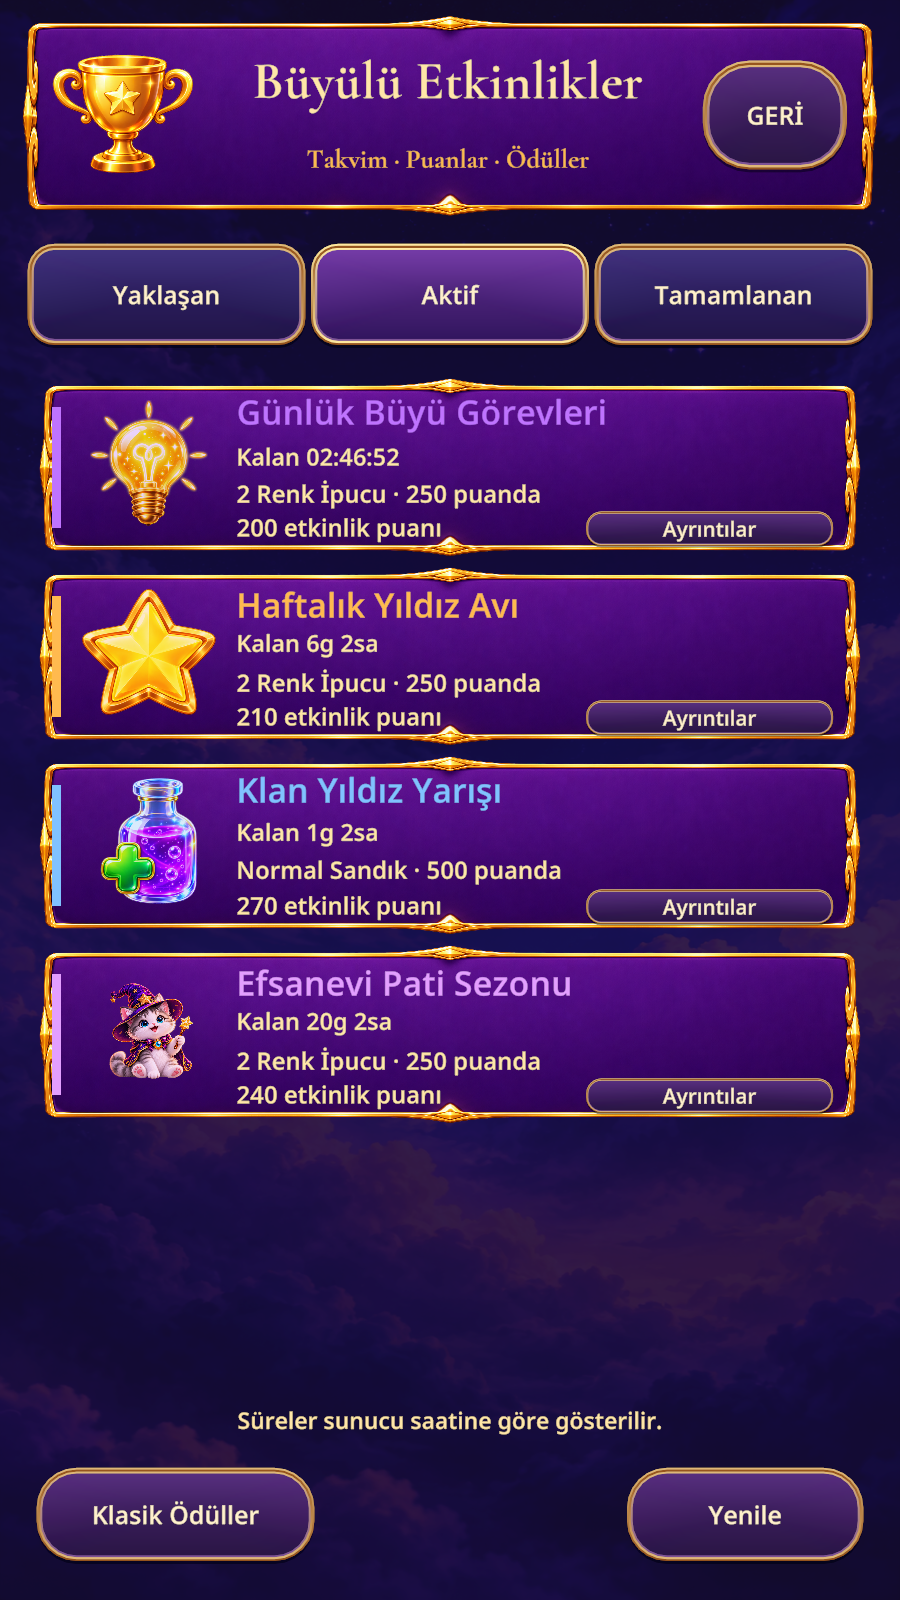 Büyülü Etkinlikler
Takvim · Puanlar · Ödüller
GERİ
Yaklaşan
Aktif
Tamamlanan
Günlük Büyü Görevleri
Kalan 02:46:52
2 Renk İpucu · 250 puanda
200 etkinlik puanı
Ayrıntılar
Haftalık Yıldız Avı
Kalan 6g 2sa
2 Renk İpucu · 250 puanda
210 etkinlik puanı
Ayrıntılar
Klan Yıldız Yarışı
Kalan 1g 2sa
Normal Sandık · 500 puanda
270 etkinlik puanı
Ayrıntılar
Efsanevi Pati Sezonu
Kalan 20g 2sa
2 Renk İpucu · 250 puanda
240 etkinlik puanı
Ayrıntılar
Süreler sunucu saatine göre gösterilir.
Klasik Ödüller
Yenile